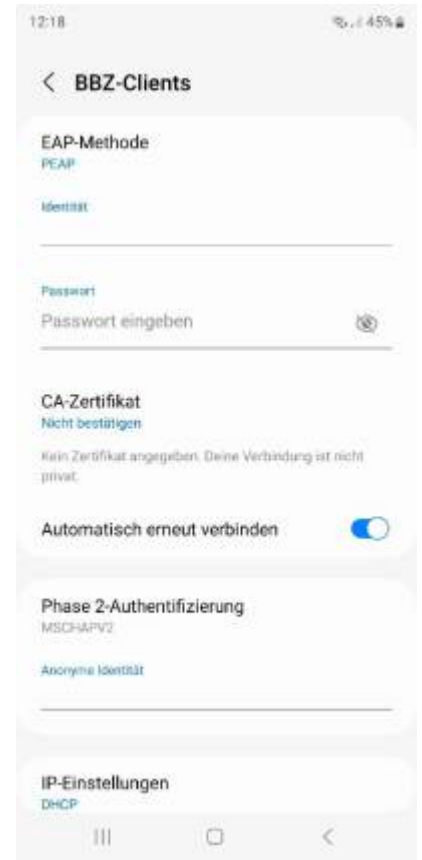 12:18
45%
BBZ-Clients
EAP-Methode
PEAP
Identität
Passwort
Passwort eingeben
CA-Zertifikat
Nicht bestätigen
Kein Zertifikat angegeben. Deine Verbindung ist nicht
privat.
Automatisch erneut verbinden
Phase 2-Authentifizierung
MSCHAPV2
Anonyme Identität
IP-Einstellungen
DHCP